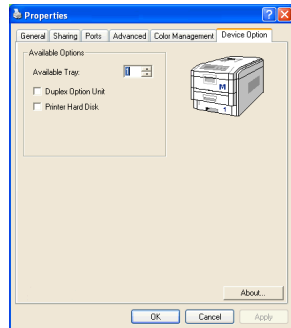 Properties
General Sharing Ports Advanced Color Management Device Option
Available Options
Available Tray: 1
Duplex Option Unit
Printer Hard Disk
M
1
About...
OK Cancel Apply